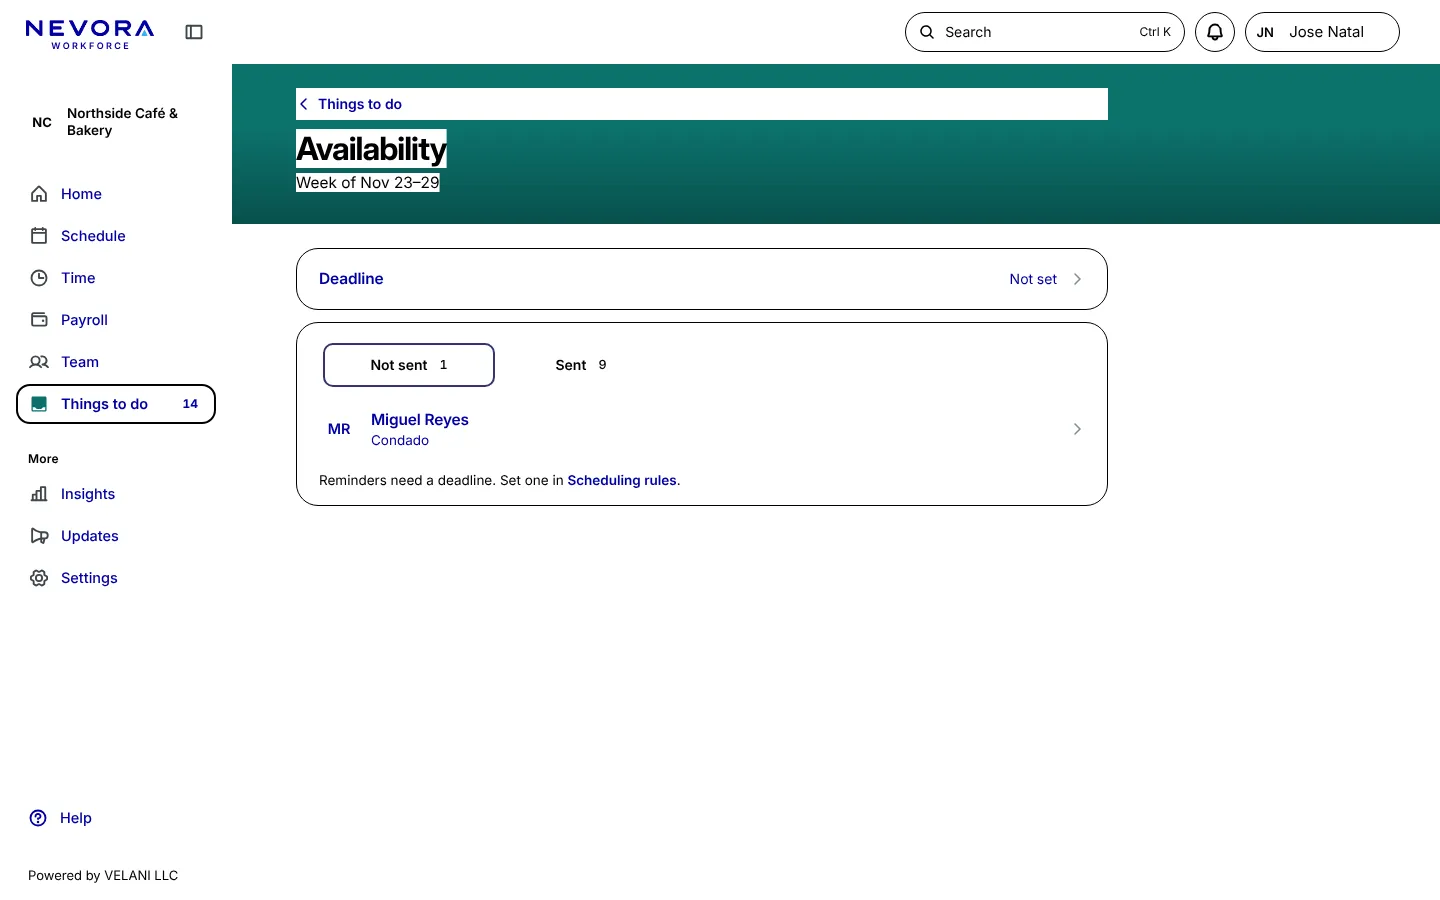 NEVORA
WORKFORCE
Search
Ctrl K
JN
Jose Natal
NC
Northside Café &
Bakery
Home
Schedule
Time
Payroll
Team
Things to do
14
More
Insights
Updates
Settings
Help
Powered by VELANI LLC
Things to do
Availability
Week of Nov 23–29
Deadline
Not set
Not sent 1
Sent 9
MR
Miguel Reyes
Condado
Reminders need a deadline. Set one in Scheduling rules.